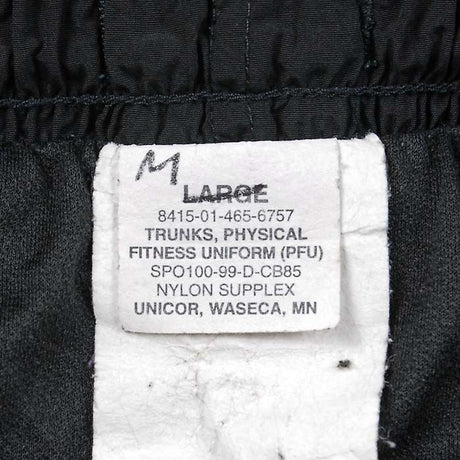 M
LARGE
8415-01-465-6757
TRUNKS, PHYSICAL
FITNESS UNIFORM (PFU)
SPO100-99-D-CB85
NYLON SUPPLEX
UNICOR, WASECA, MN